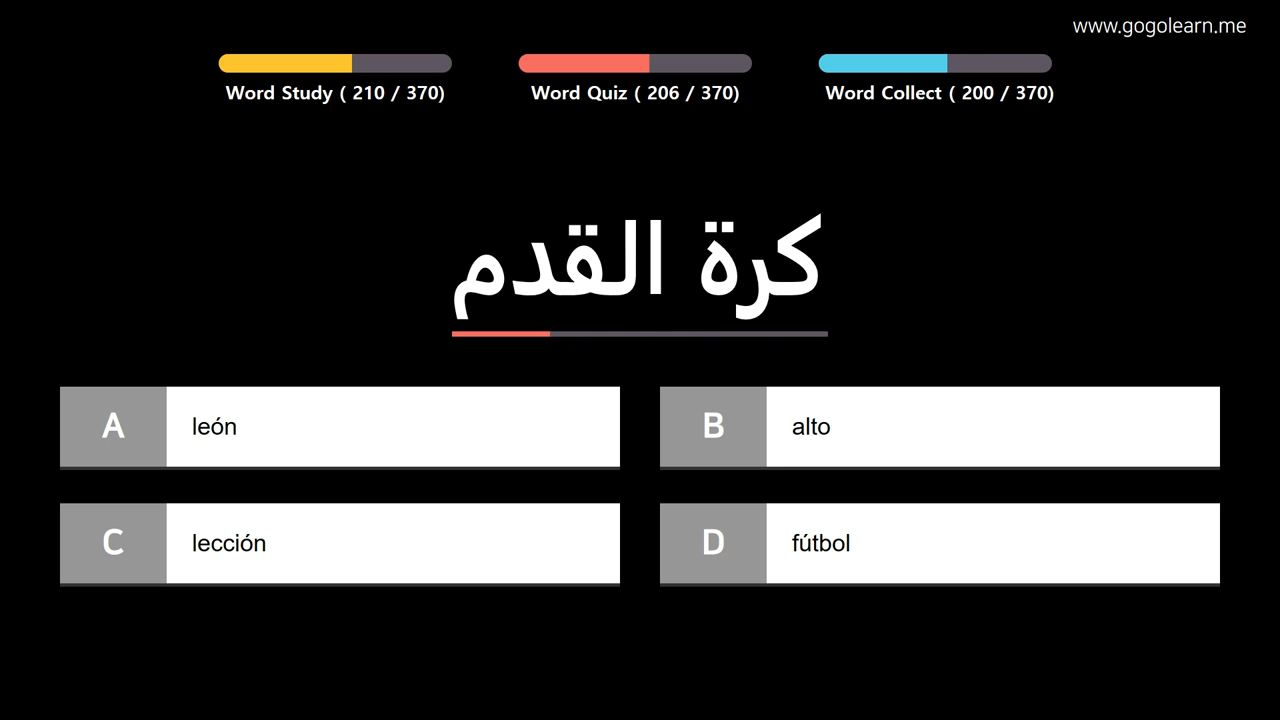 www.gogolearn.me
Word Study ( 210 / 370)
Word Quiz ( 206 / 370)
Word Collect ( 200 / 370)
كرة القدم
A león
B alto
C lección
D fútbol